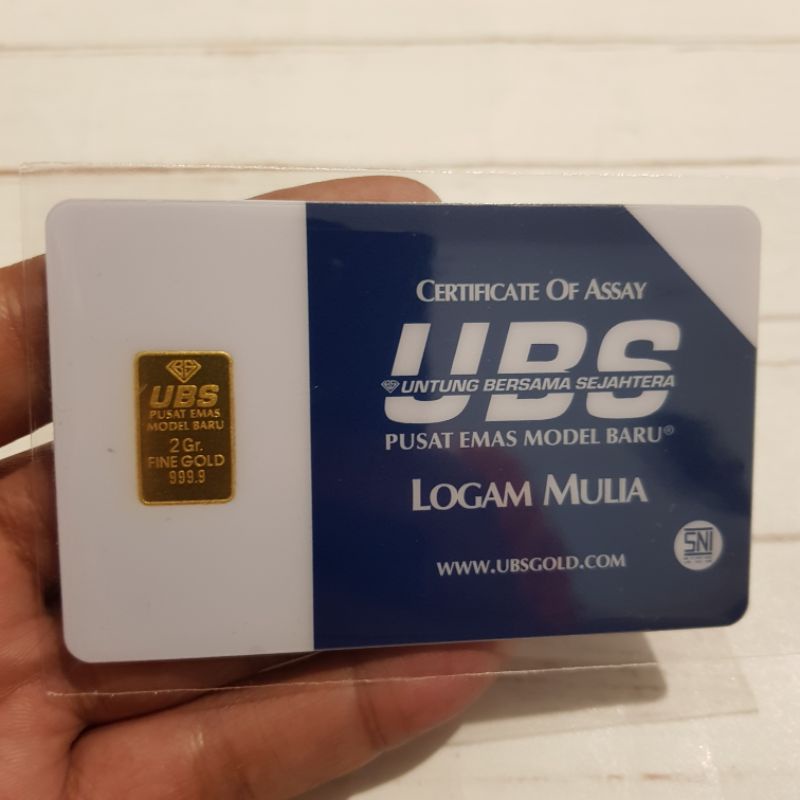 UBS
PUSAT EMAS
MODEL BARU
2 Gr.
FINE GOLD
999.9
CERTIFICATE OF ASSAY
UBS
UNTUNG BERSAMA SEJAHTERA
PUSAT EMAS MODEL BARU®
LOGAM MULIA
WWW.UBSGOLD.COM
SNI